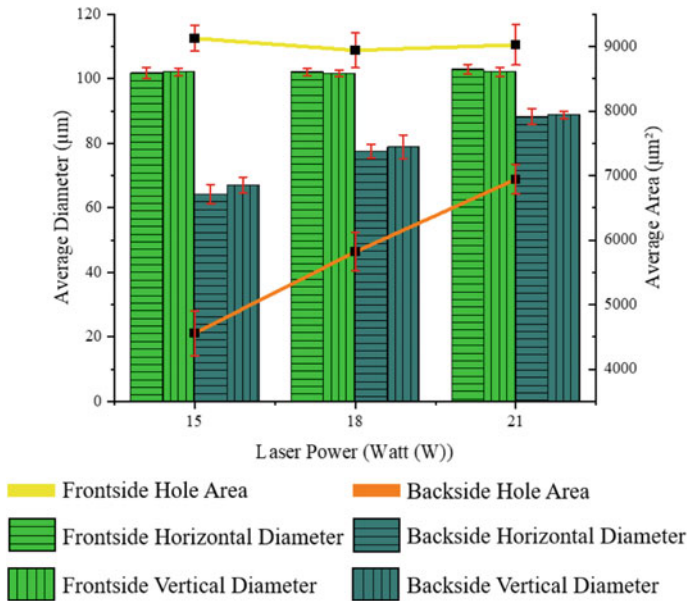 120
100
80
60
40
20
0
Average Diameter (μm)
9000
8000
7000
6000
5000
4000
Average Area (μm²)
15 18 21
Laser Power (Watt (W))
Frontside Hole Area Backside Hole Area
Frontside Horizontal Diameter Backside Horizontal Diameter
Frontside Vertical Diameter Backside Vertical Diameter